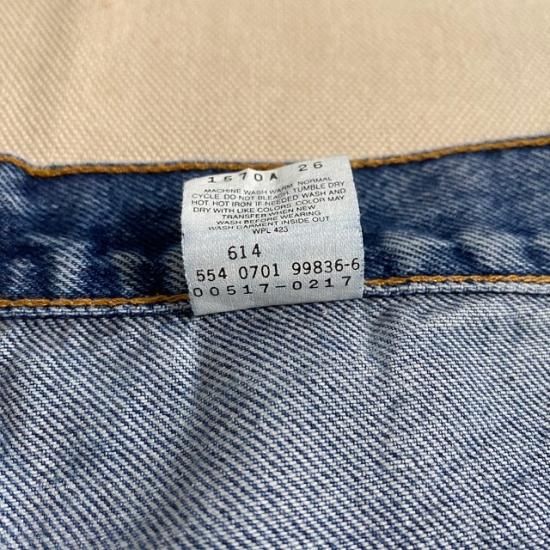 1570A 26
MACHINE WASH WARM, NORMAL
CYCLE. DO NOT BLEACH. TUMBLE DRY
HOT. HOT IRON IF NEEDED WASH AND
DRY WITH LIKE COLORS. COLOR MAY
TRANSFER WHEN NEW
WASH BEFORE WEARING
WASH GARMENT INSIDE OUT
WPL 423
614
554 0701 99836-6
00517-0217